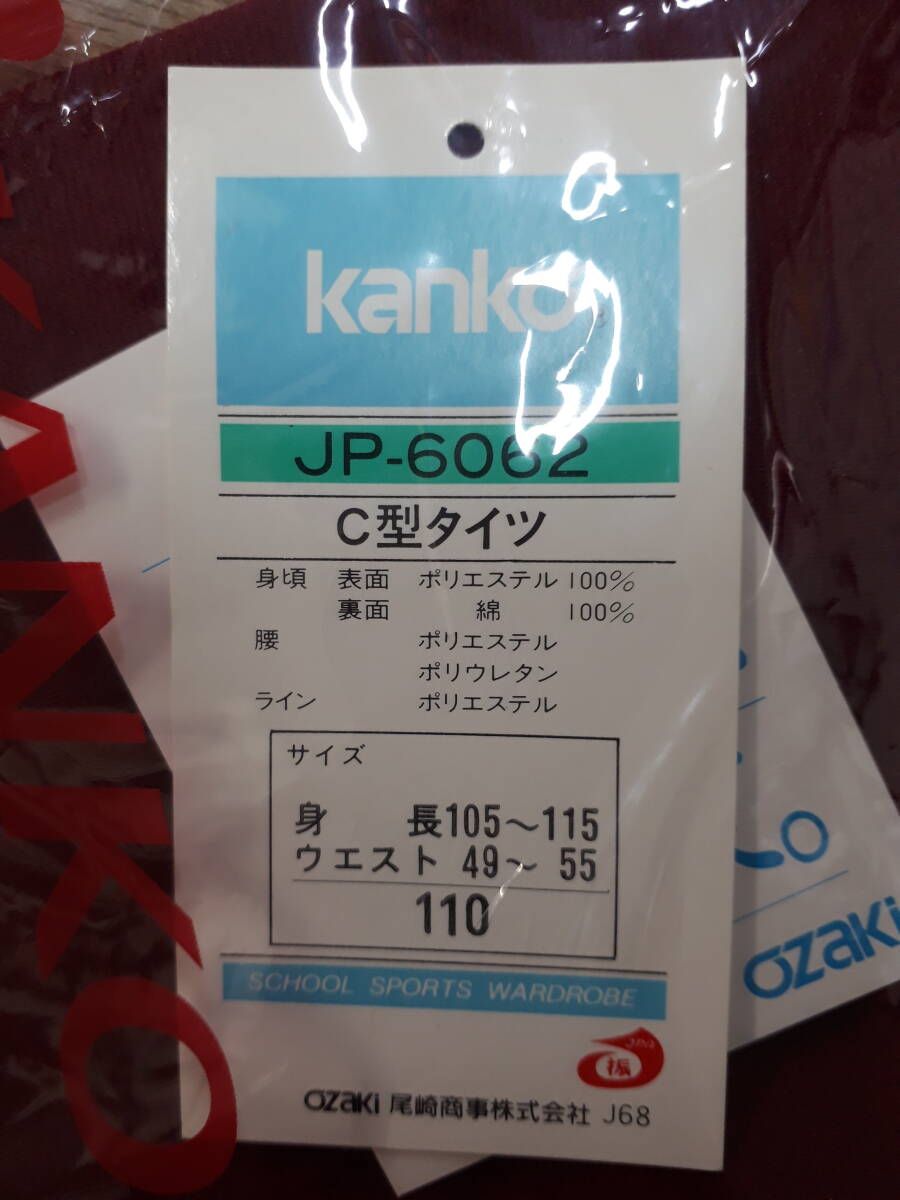 kanko
JP-6062
C型タイツ
身頃 表面 ポリエステル 100%
裏面 綿 100%
腰 ポリエステル
ポリウレタン
ライン ポリエステル
サイズ
身 長105～115
ウエスト 49～ 55
110
SCHOOL SPORTS WARDROBE
JPA
振
OZaKi 尾崎商事株式会社 J68
OZaKi
KANKO